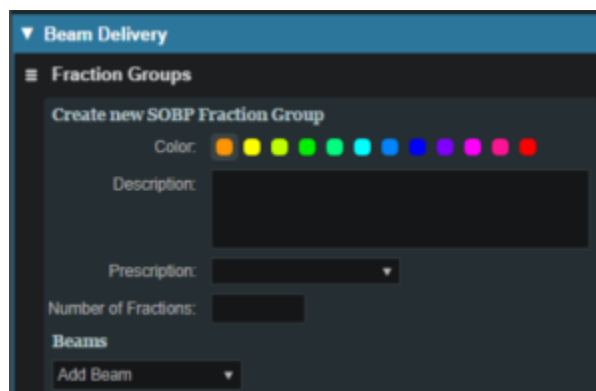 Beam Delivery
Fraction Groups
Create new SOBP Fraction Group
Color:
Description:
Prescription:
Number of Fractions:
Beams
Add Beam